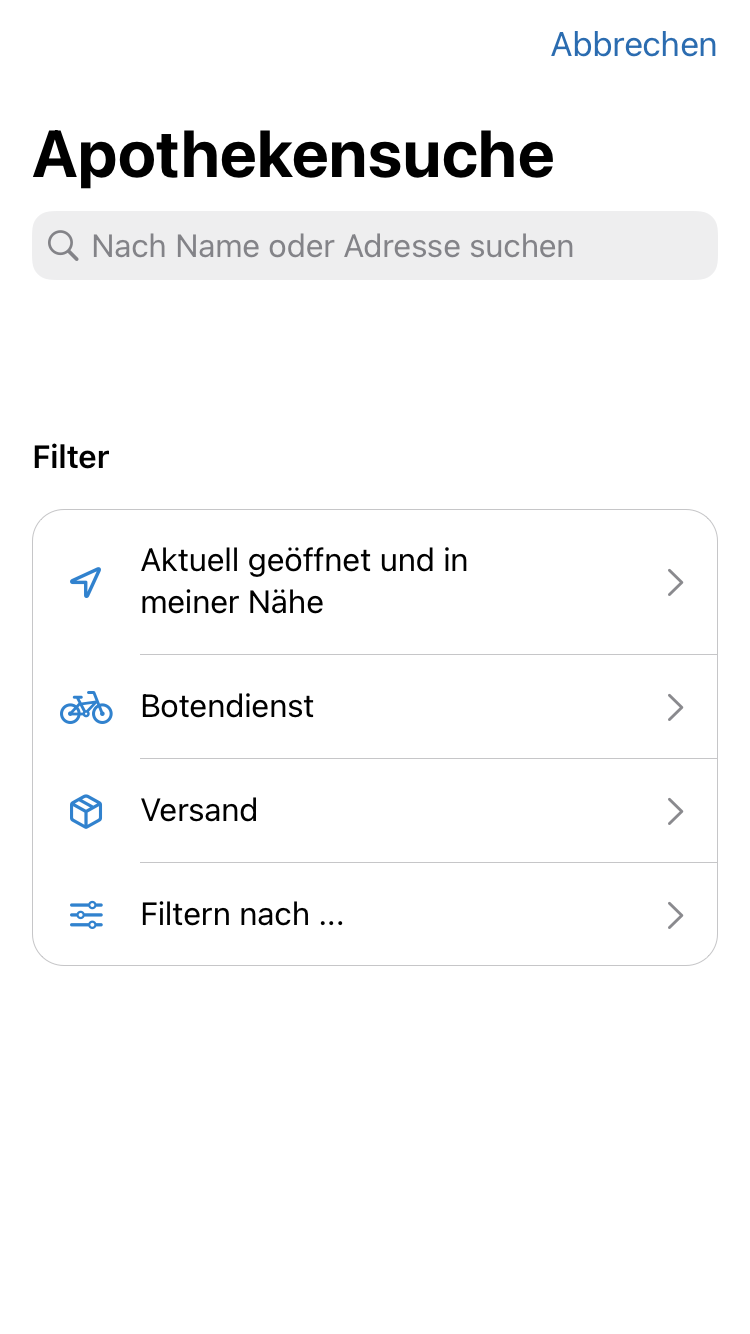 Abbrechen
Apothekensuche
Nach Name oder Adresse suchen
Filter
Aktuell geöffnet und in
meiner Nähe
Botendienst
Versand
Filtern nach ...